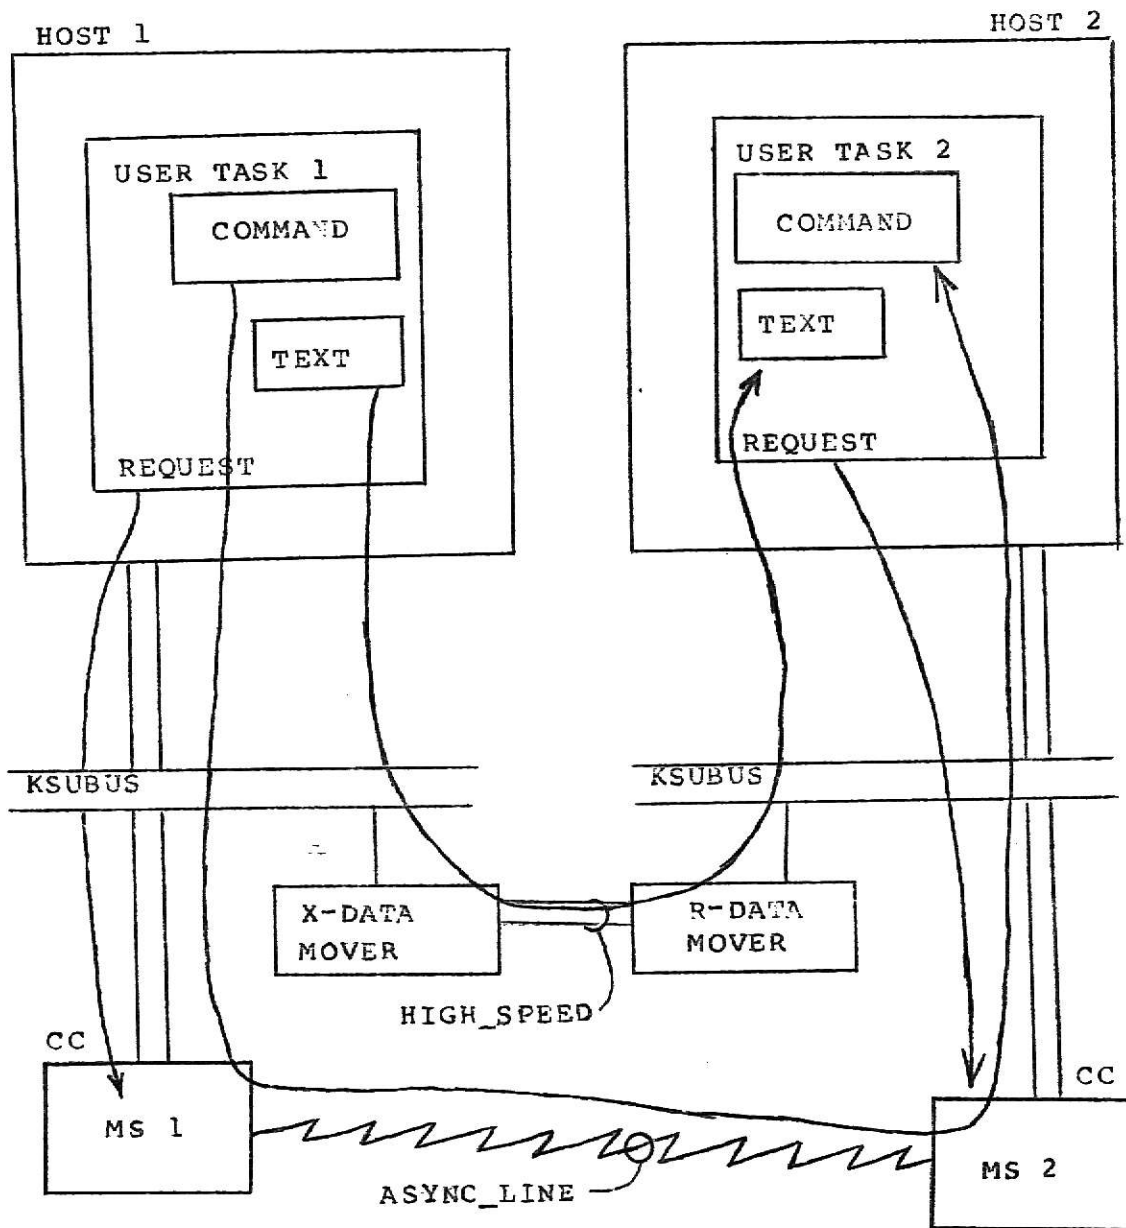 HOST 1
HOST 2
USER TASK 1
COMMAND
TEXT
REQUEST
USER TASK 2
COMMAND
TEXT
REQUEST
KSUBUS
KSUBUS
X-DATA
MOVER
R-DATA
MOVER
HIGH_SPEED
CC
MS 1
CC
MS 2
ASYNC_LINE